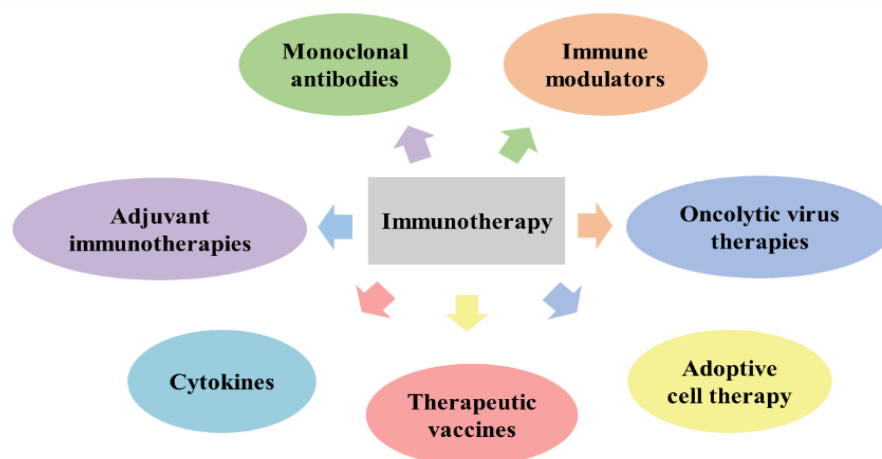 Monoclonal
antibodies
Immune
modulators
Adjuvant
immunotherapies
Immunotherapy
Oncolytic virus
therapies
Cytokines
Therapeutic
vaccines
Adoptive
cell therapy